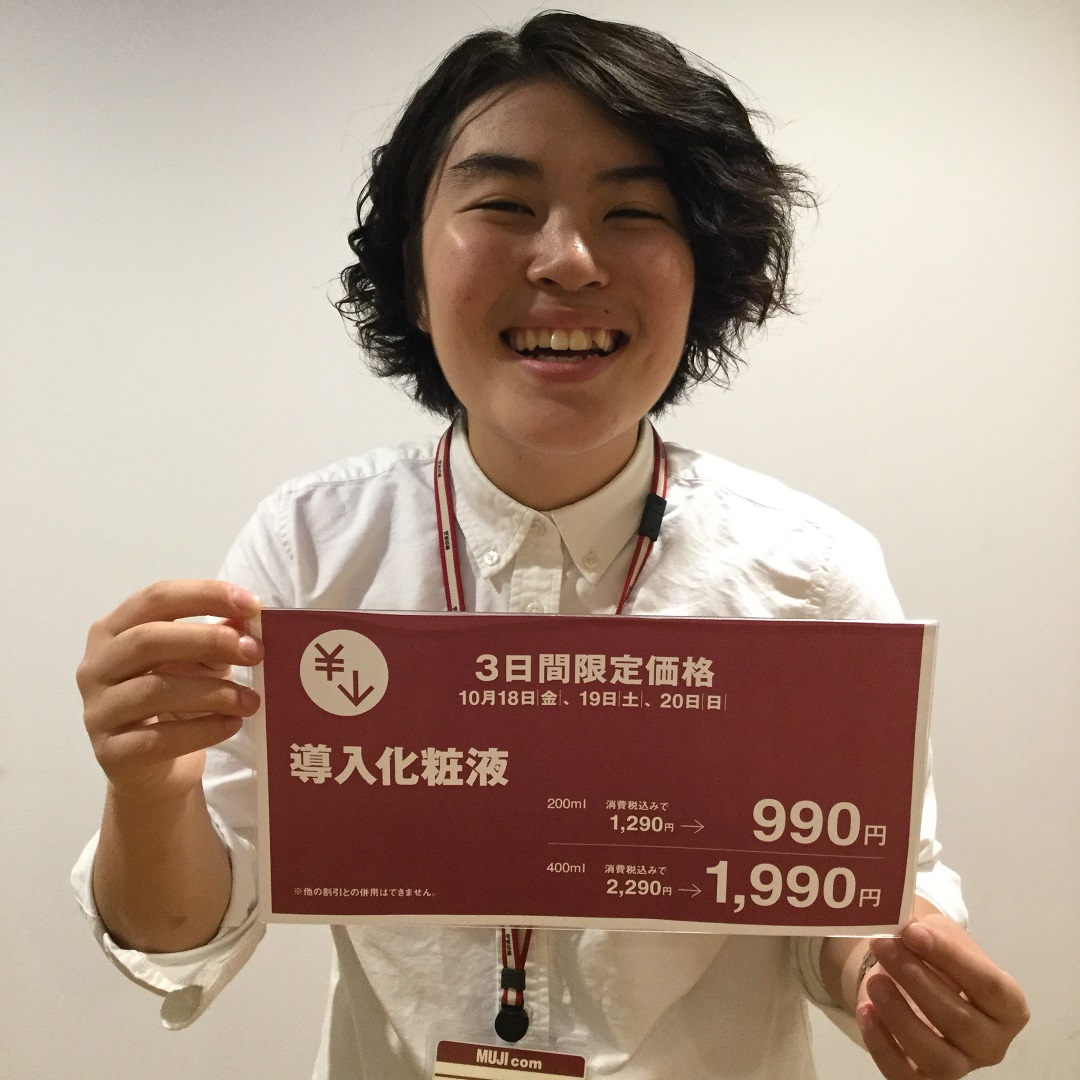 ¥↓
3日間限定価格
10月18日|金|、19日|土|、20日|日|
導入化粧液
200ml 消費税込みで 1,290円 → 990円
400ml 消費税込みで 2,290円 → 1,990円
※他の割引との併用はできません。
MUJI com